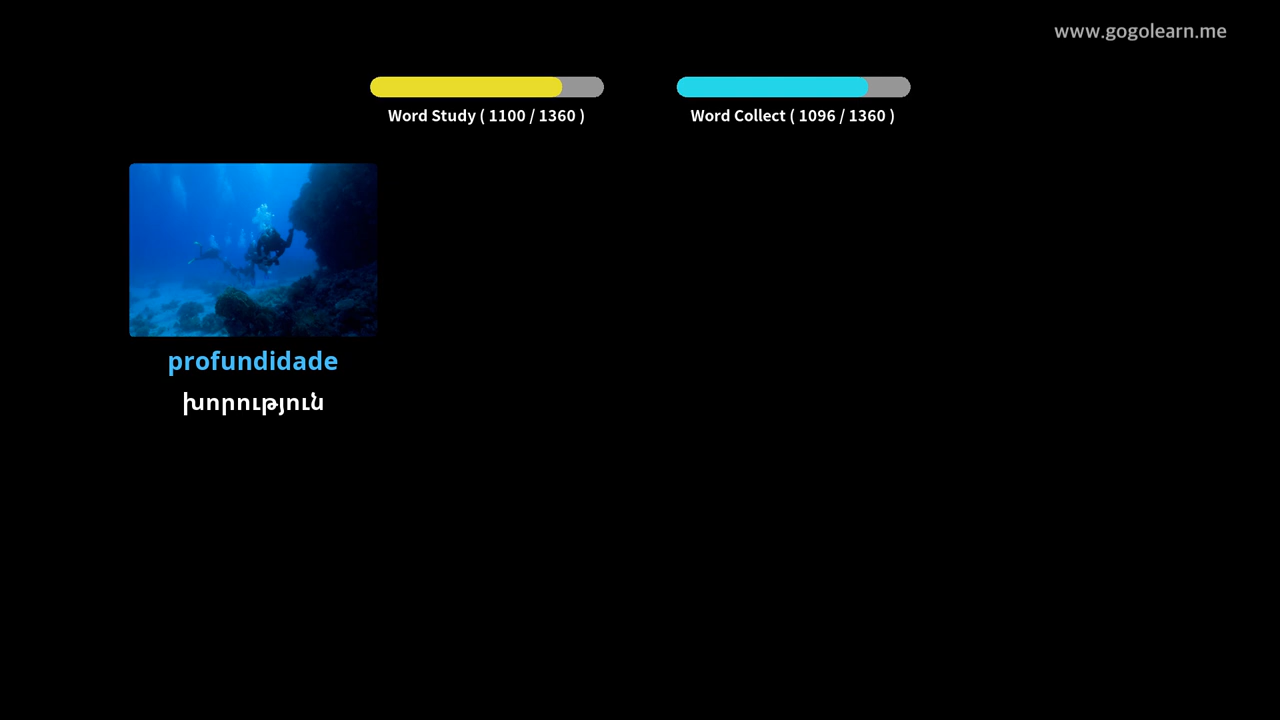 www.gogolearn.me
Word Study ( 1100 / 1360 )
Word Collect ( 1096 / 1360 )
profundidade
խորություն